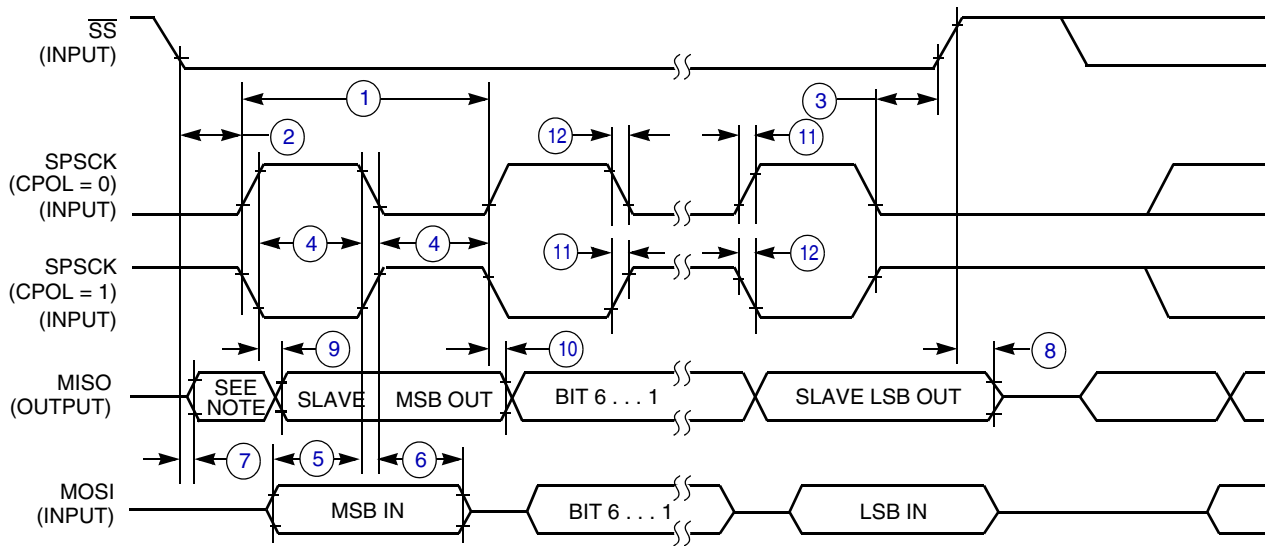 SS
(INPUT)
1
3
2
12
11
SPSCK
(CPOL = 0)
(INPUT)
4
4
11
12
SPSCK
(CPOL = 1)
(INPUT)
9
10
8
MISO
(OUTPUT)
SEE
NOTE
SLAVE
MSB OUT
BIT 6 . . . 1
SLAVE LSB OUT
7
5
6
MOSI
(INPUT)
MSB IN
BIT 6 . . . 1
LSB IN